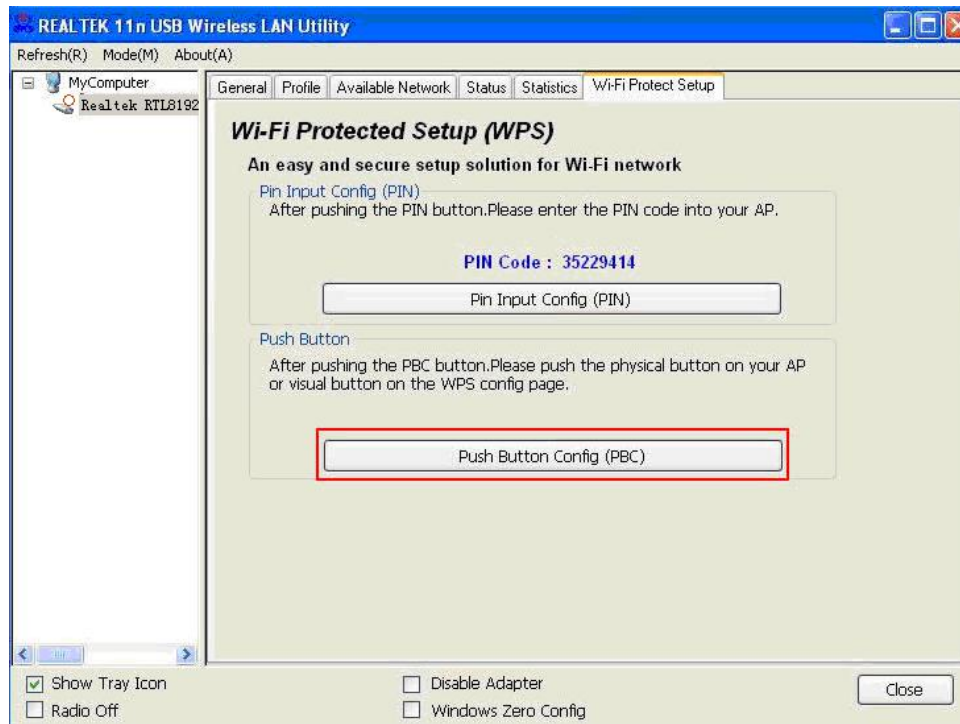 REALTEK 11n USB Wireless LAN Utility
Refresh(R) Mode(M) About(A)
MyComputer
Realtek RTL8192
General Profile Available Network Status Statistics Wi-Fi Protect Setup
Wi-Fi Protected Setup (WPS)
An easy and secure setup solution for Wi-Fi network
Pin Input Config (PIN)
After pushing the PIN button.Please enter the PIN code into your AP.
PIN Code : 35229414
Pin Input Config (PIN)
Push Button
After pushing the PBC button.Please push the physical button on your AP
or visual button on the WPS config page.
Push Button Config (PBC)
Show Tray Icon
Disable Adapter
Radio Off
Windows Zero Config
Close